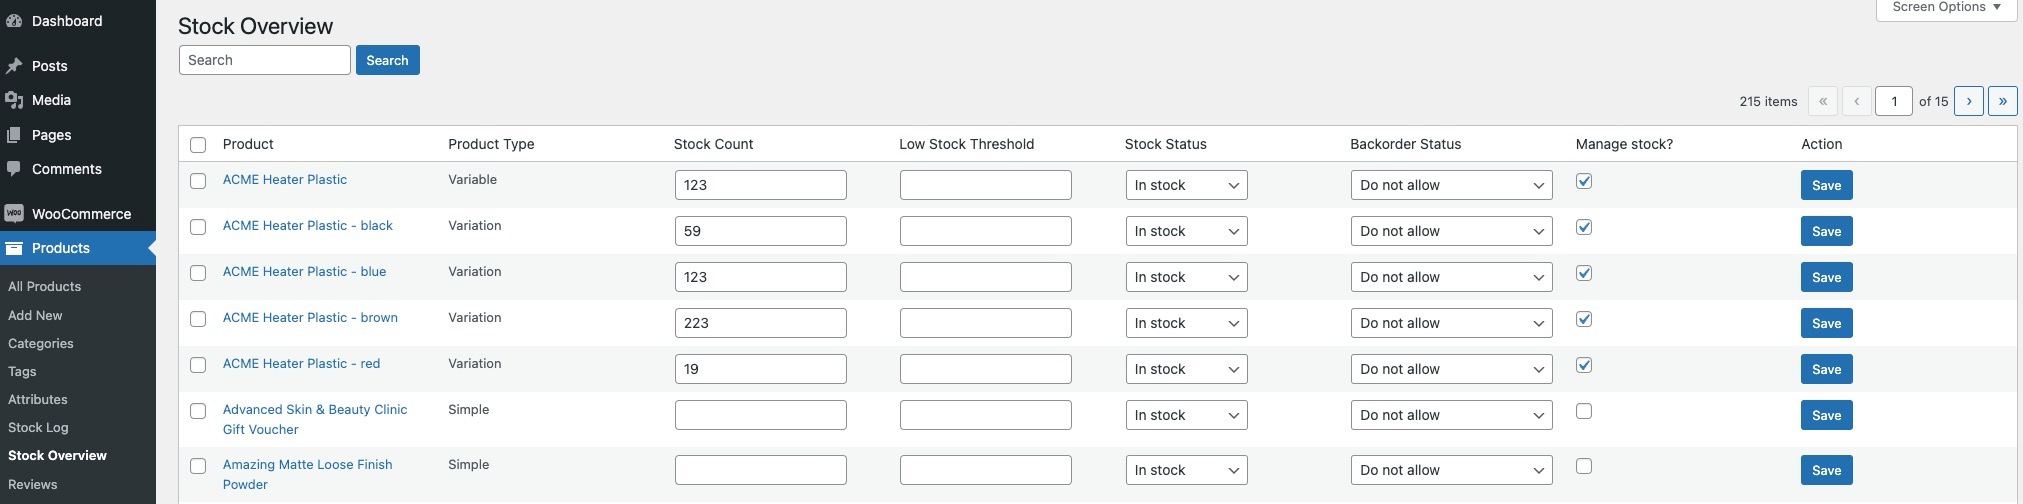 Dashboard
Posts
Media
Pages
Comments
WOO WooCommerce
Products
All Products
Add New
Categories
Tags
Attributes
Stock Log
Stock Overview
Reviews
Screen Options ▼
Stock Overview
Search Search
215 items « ‹ 1 of 15 › »
Product Product Type Stock Count Low Stock Threshold Stock Status Backorder Status Manage stock? Action
ACME Heater Plastic Variable 123 In stock Do not allow Save
ACME Heater Plastic - black Variation 59 In stock Do not allow Save
ACME Heater Plastic - blue Variation 123 In stock Do not allow Save
ACME Heater Plastic - brown Variation 223 In stock Do not allow Save
ACME Heater Plastic - red Variation 19 In stock Do not allow Save
Advanced Skin & Beauty Clinic Simple In stock Do not allow Save
Gift Voucher
Amazing Matte Loose Finish Simple In stock Do not allow Save
Powder